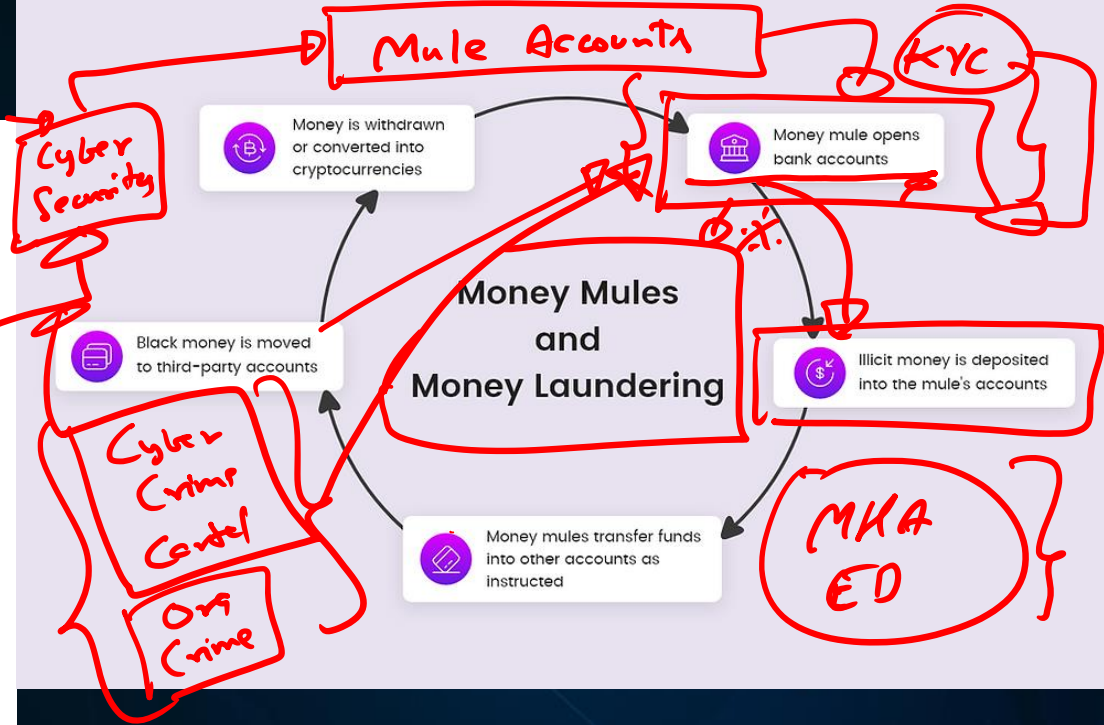 Mule Accounts
KYC
Cyber
Security
Money is withdrawn
or converted into
cryptocurrencies
Money mule opens
bank accounts
Money Mules
and
Money Laundering
Black money is moved
to third-party accounts
Illicit money is deposited
into the mule's accounts
Cyber
Crime
Cartel
Org
Crime
Money mules transfer funds
into other accounts as
instructed
MHA
ED